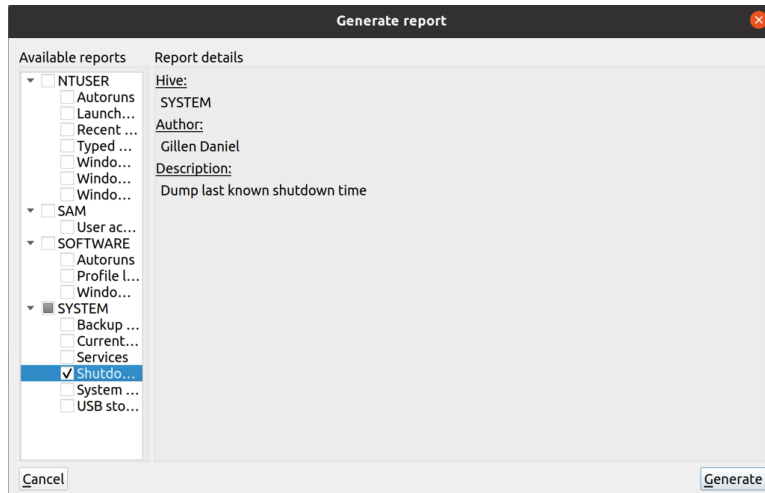 Generate report
Available reports
NTUSER
Autoruns
Launch...
Recent ...
Typed ...
Windo...
Windo...
Windo...
SAM
User ac...
SOFTWARE
Autoruns
Profile l...
Windo...
SYSTEM
Backup ...
Current...
Services
Shutdo...
System ...
USB sto...
Report details
Hive:
SYSTEM
Author:
Gillen Daniel
Description:
Dump last known shutdown time
Cancel
Generate